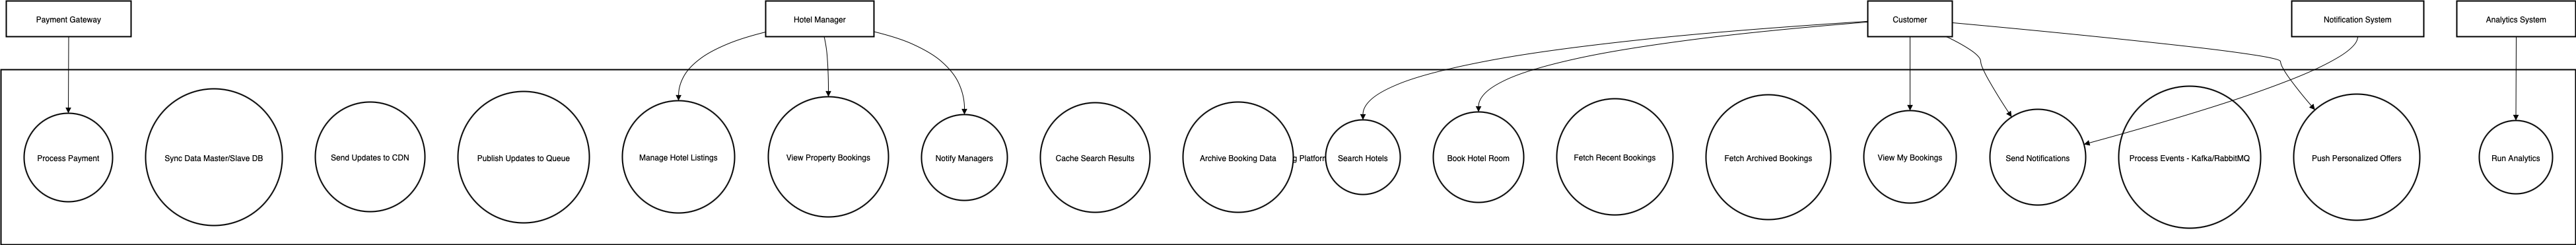 Payment Gateway
Hotel Manager
Customer
Notification System
Analytics System
Process Payment
Sync Data Master/Slave DB
Send Updates to CDN
Publish Updates to Queue
Manage Hotel Listings
View Property Bookings
Notify Managers
Cache Search Results
Archive Booking Data
Search Hotels
Book Hotel Room
Fetch Recent Bookings
Fetch Archived Bookings
View My Bookings
Send Notifications
Process Events - Kafka/RabbitMQ
Push Personalized Offers
Run Analytics